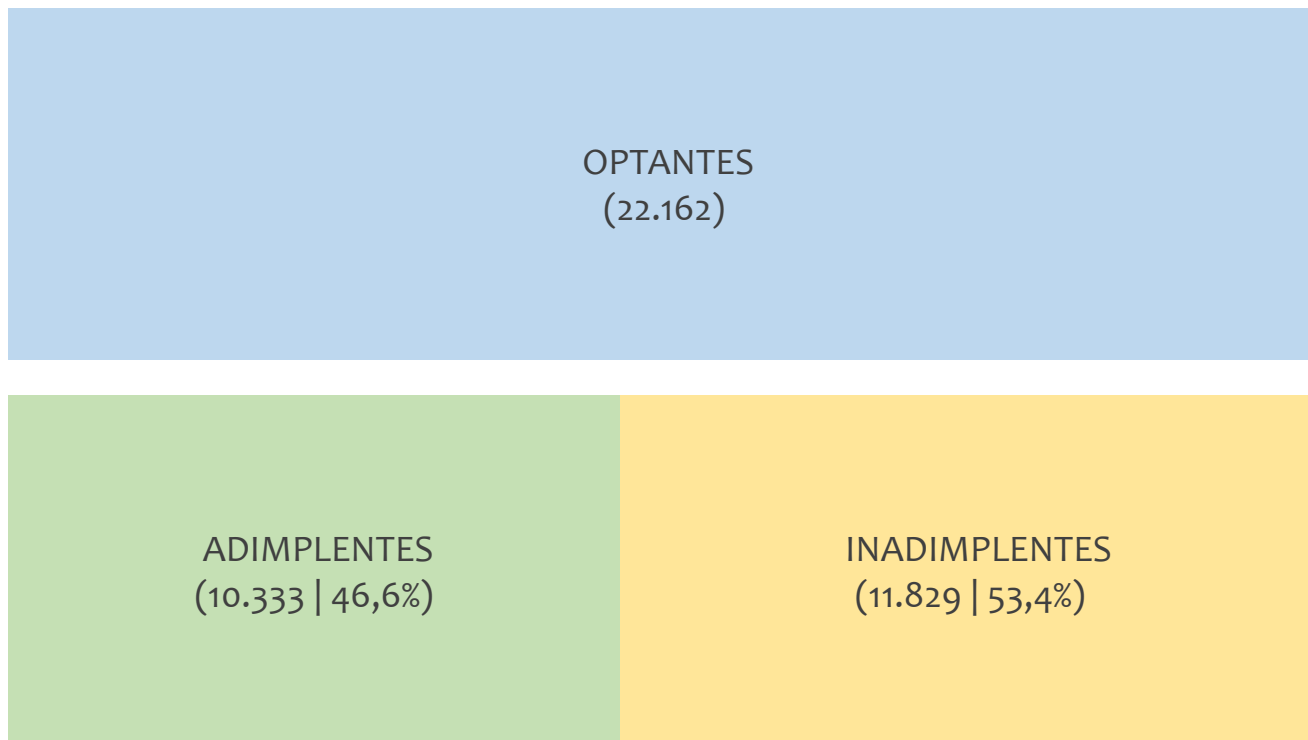 OPTANTES
(22.162)
ADIMPLENTES
(10.333 | 46,6%)
INADIMPLENTES
(11.829 | 53,4%)